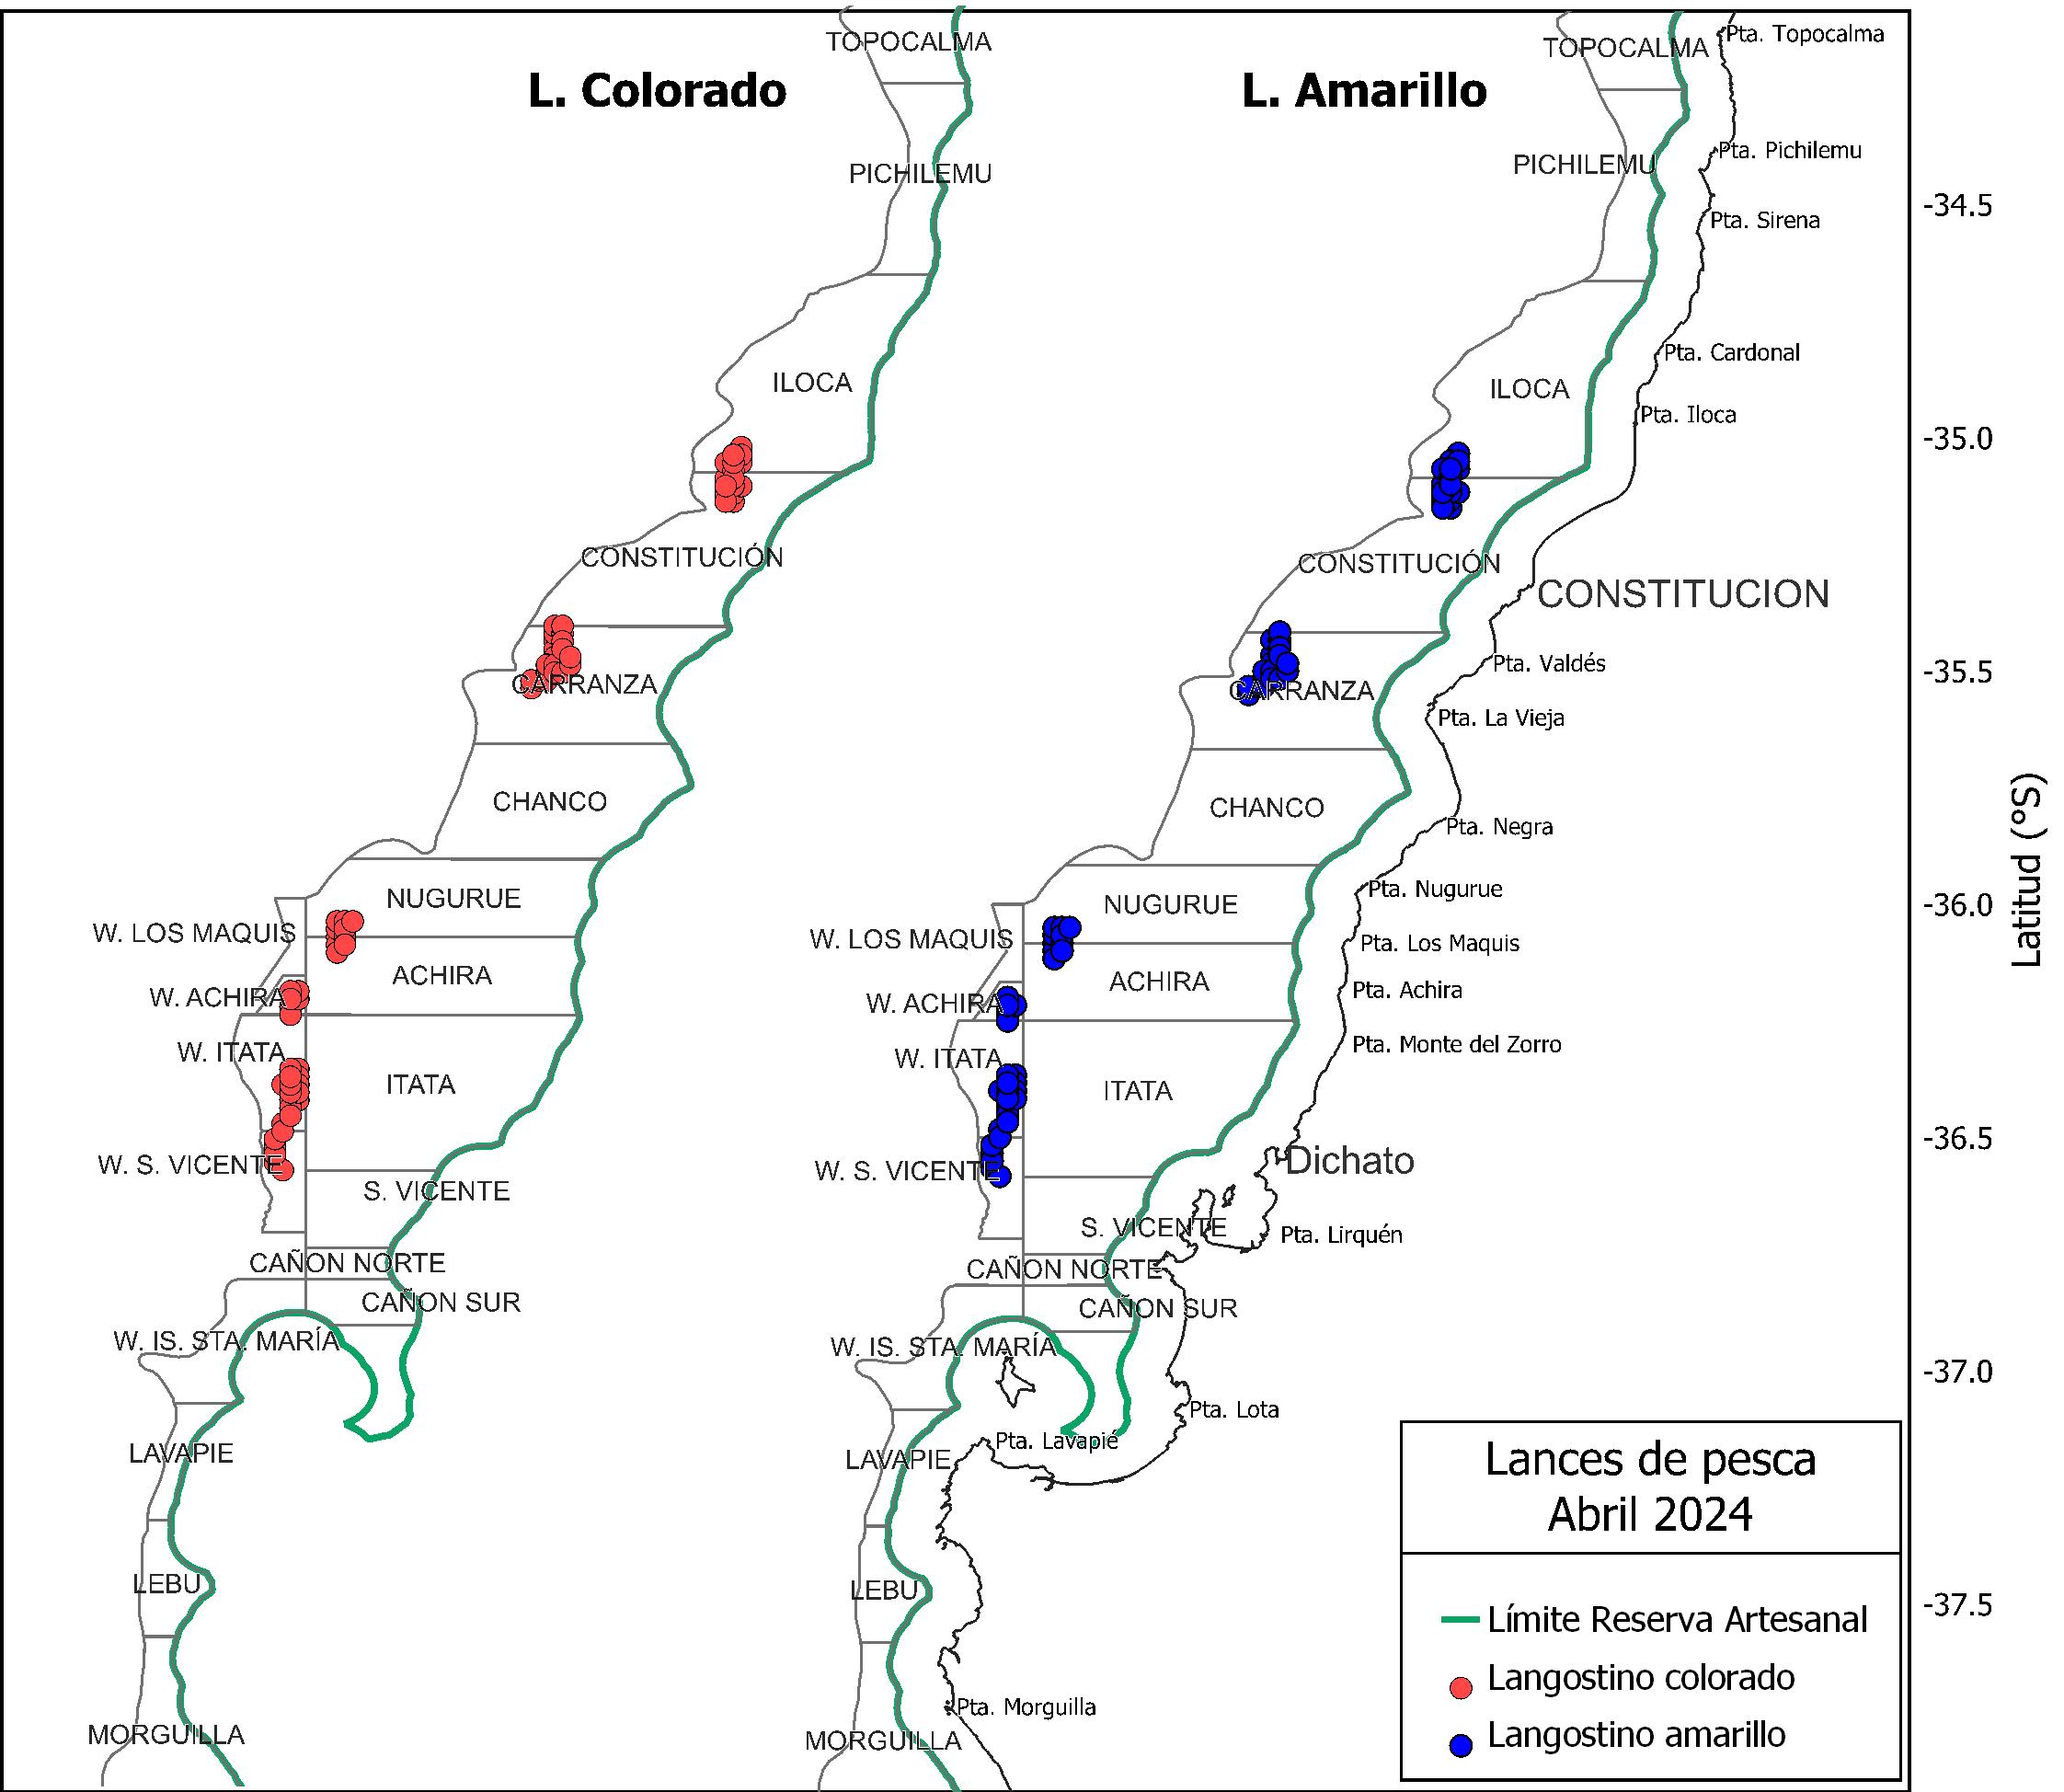 L. Colorado
TOPOCALMA
PICHILEMU
ILOCA
CONSTITUCIÓN
CARRANZA
CHANCO
NUGURUE
W. LOS MAQUIS
ACHIRA
W. ACHIRA
W. ITATA
ITATA
W. S. VICENTE
S. VICENTE
CAÑON NORTE
CAÑON SUR
W. IS. STA. MARÍA
LAVAPIE
LEBU
MORGUILLA
L. Amarillo
TOPOCALMA
PICHILEMU
ILOCA
CONSTITUCIÓN
CARRANZA
CHANCO
NUGURUE
W. LOS MAQUIS
ACHIRA
W. ACHIRA
W. ITATA
ITATA
W. S. VICENTE
S. VICENTE
CAÑON NORTE
CAÑON SUR
W. IS. STA. MARÍA
LAVAPIE
LEBU
MORGUILLA
Pta. Topocalma
Pta. Pichilemu
Pta. Sirena
Pta. Cardonal
Pta. Iloca
CONSTITUCION
Pta. Valdés
Pta. La Vieja
Pta. Negra
Pta. Nugurue
Pta. Los Maquis
Pta. Achira
Pta. Monte del Zorro
Dichato
Pta. Lirquén
Pta. Lota
Pta. Lavapié
Pta. Morguilla
-34.5
-35.0
-35.5
-36.0
-36.5
-37.0
-37.5
Latitud (°S)
Lances de pesca
Abril 2024
Límite Reserva Artesanal
Langostino colorado
Langostino amarillo